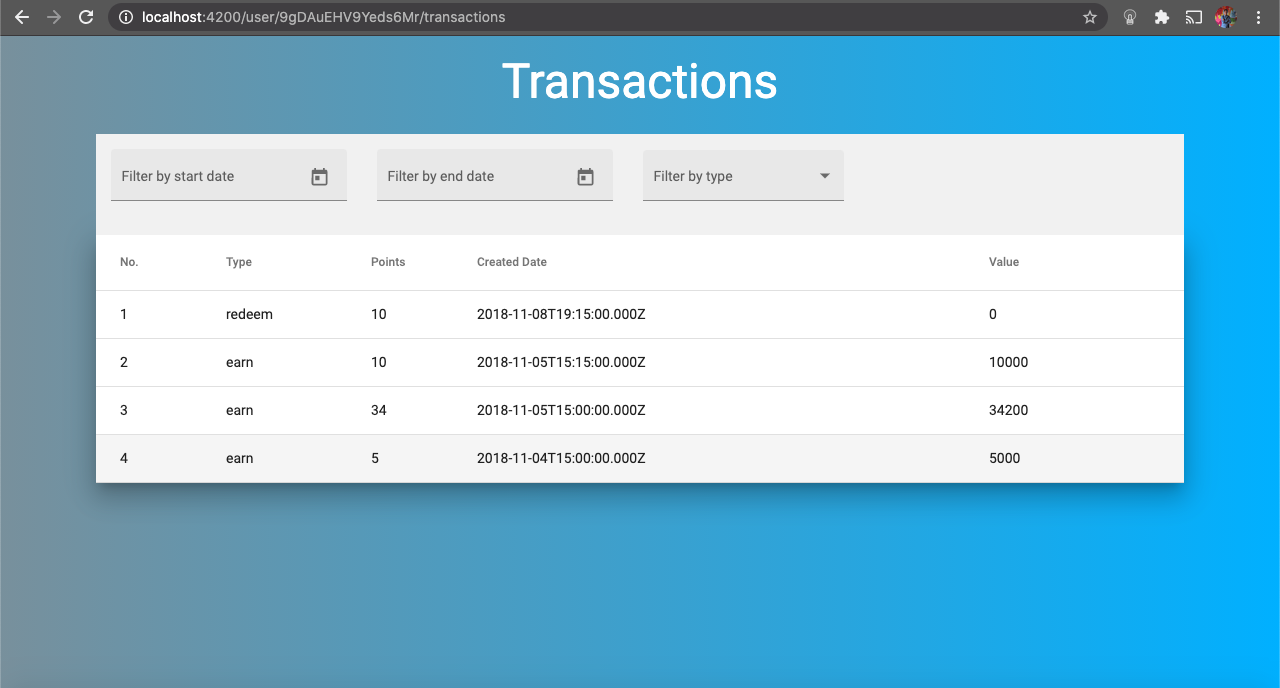 localhost:4200/user/9gDAuEHV9Yeds6Mr/transactions
Transactions
Filter by start date Filter by end date Filter by type
No. Type Points Created Date Value
1 redeem 10 2018-11-08T19:15:00.000Z 0
2 earn 10 2018-11-05T15:15:00.000Z 10000
3 earn 34 2018-11-05T15:00:00.000Z 34200
4 earn 5 2018-11-04T15:00:00.000Z 5000